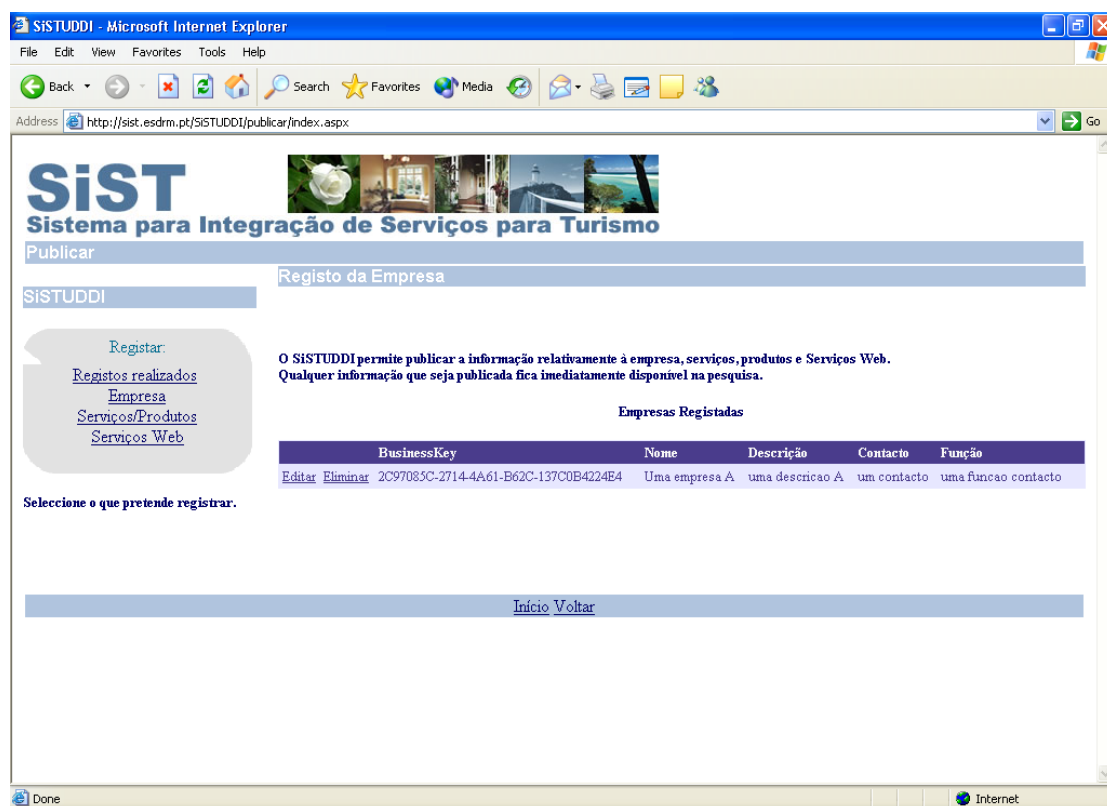 SiSTUDDI - Microsoft Internet Explorer
File Edit View Favorites Tools Help
Back Search Favorites Media
Address http://sist.esdrm.pt/SiSTUDDI/publicar/index.aspx Go
SiST
Sistema para Integração de Serviços para Turismo
Publicar
Registo da Empresa
SiSTUDDI
Registar:
Registos realizados
Empresa
Serviços/Produtos
Serviços Web
Seleccione o que pretende registrar.
O SiSTUDDI permite publicar a informação relativamente à empresa, serviços, produtos e Serviços Web.
Qualquer informação que seja publicada fica imediatamente disponível na pesquisa.
Empresas Registadas
BusinessKey Nome Descrição Contacto Função
Editar Eliminar 2C97085C-2714-4A61-B62C-137C0B4224E4 Uma empresa A uma descricao A um contacto uma funcao contacto
Início Voltar
Done Internet